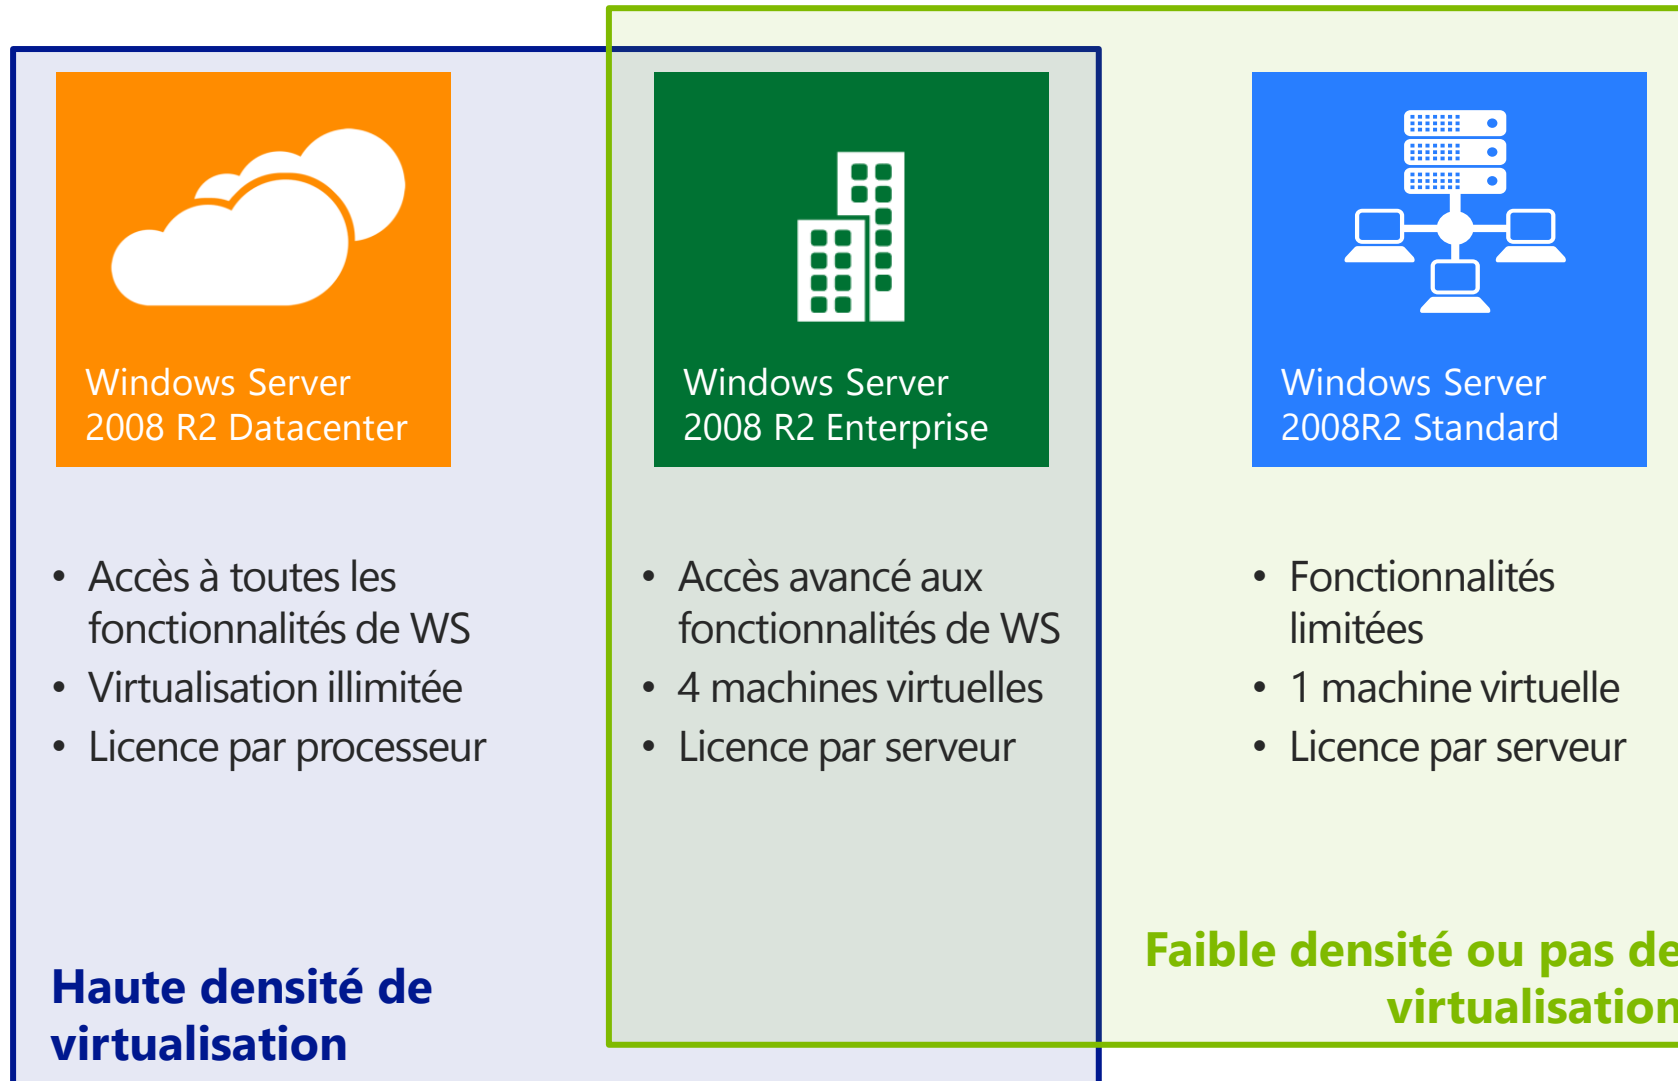 Windows Server
2008 R2 Datacenter
• Accès à toutes les
fonctionnalités de WS
• Virtualisation illimitée
• Licence par processeur
Haute densité de
virtualisation
Windows Server
2008 R2 Enterprise
• Accès avancé aux
fonctionnalités de WS
• 4 machines virtuelles
• Licence par serveur
Windows Server
2008R2 Standard
• Fonctionnalités
limitées
• 1 machine virtuelle
• Licence par serveur
Faible densité ou pas de
virtualisation